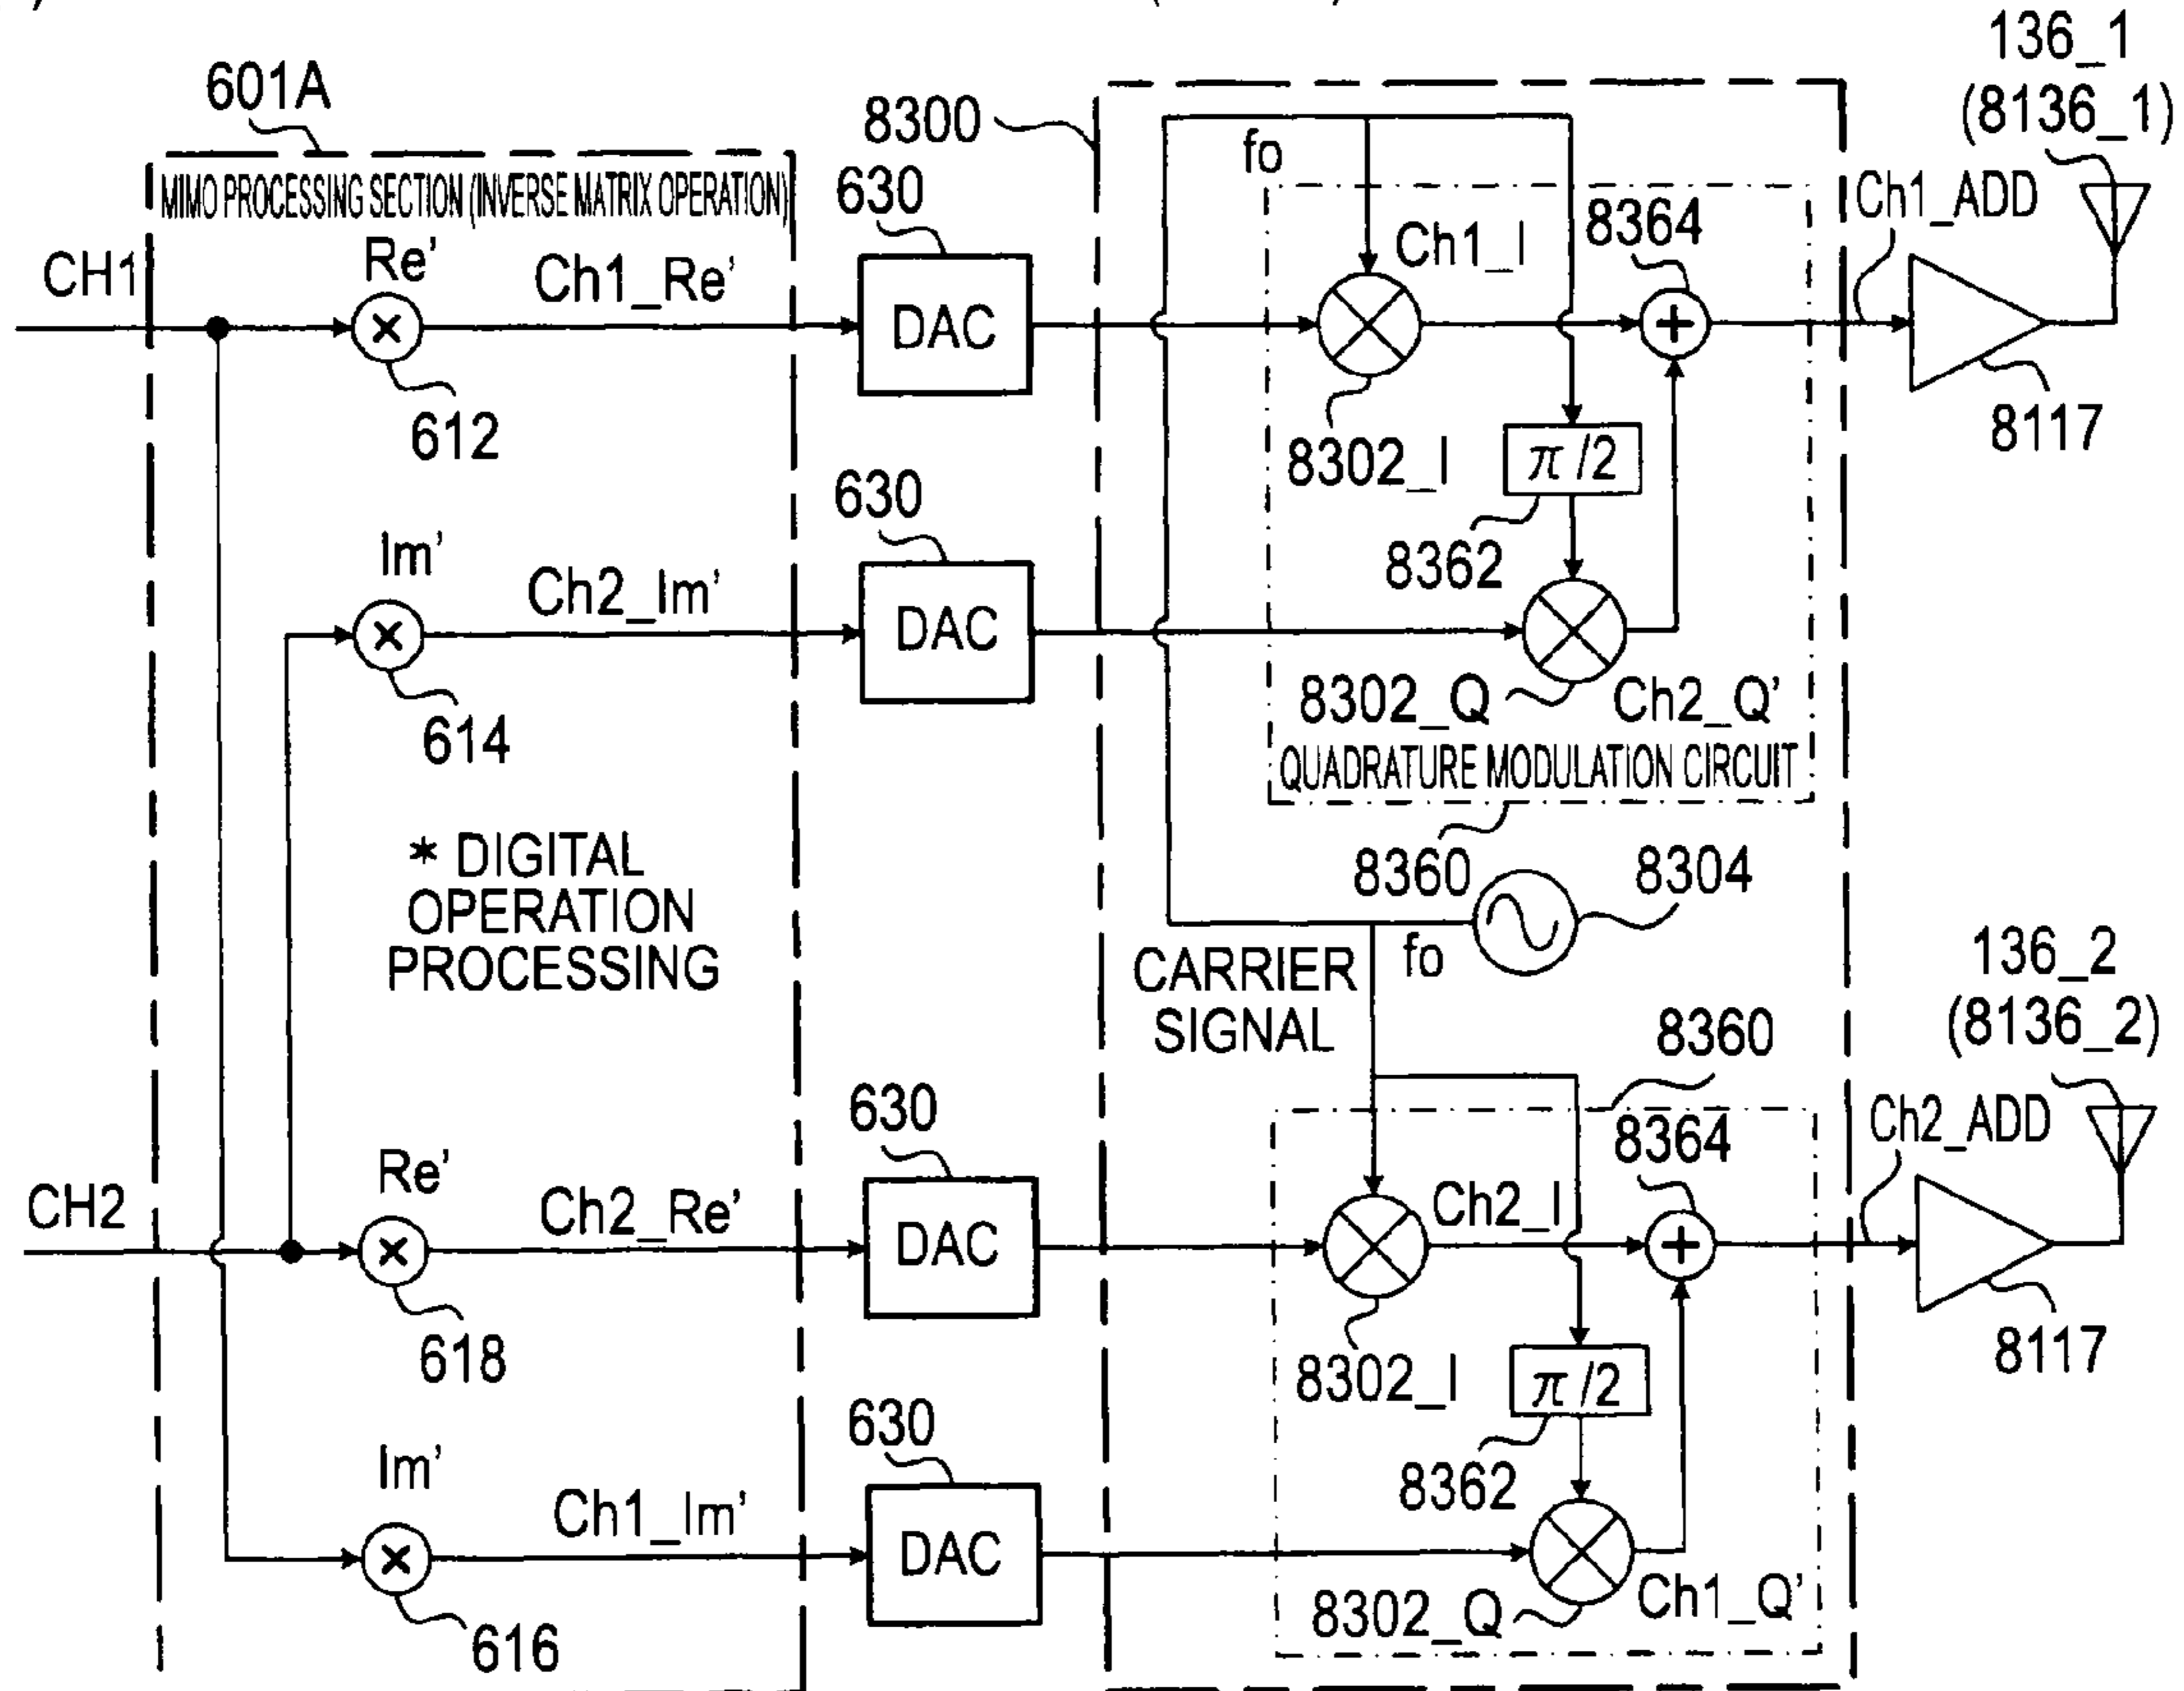 136_1
(8136_1)
601A
8300
MIMO PROCESSING SECTION (INVERSE MATRIX OPERATION)
630
fo
Ch1_ADD
CH1
Re'
Ch1_Re'
DAC
Ch1_I
8364
612
8302_I
π/2
8117
630
Im'
Ch2_Im'
DAC
8362
614
8302_Q
Ch2_Q'
QUADRATURE MODULATION CIRCUIT
* DIGITAL
OPERATION
PROCESSING
8360
8304
CARRIER
SIGNAL
fo
136_2
(8136_2)
8360
630
8364
Ch2_ADD
CH2
Re'
Ch2_Re'
DAC
Ch2_I
618
8302_I
π/2
8117
630
Im'
Ch1_Im'
DAC
8362
616
8302_Q
Ch1_Q'